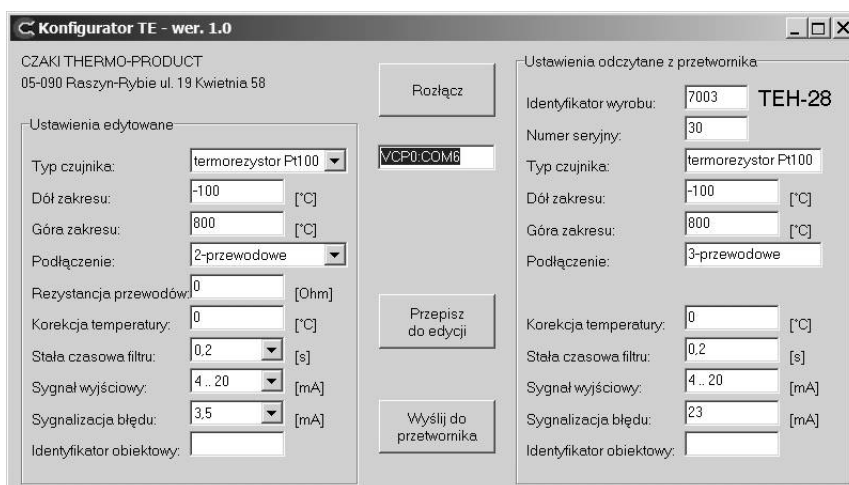 Konfigurator TE - wer. 1.0
CZAKI THERMO-PRODUCT
05-090 Raszyn-Rybie ul. 19 Kwietnia 58
Ustawienia edytowane
Typ czujnika: termorezystor Pt100
Dół zakresu: -100 [°C]
Góra zakresu: 800 [°C]
Podłączenie: 2-przewodowe
Rezystancja przewodów: 0 [Ohm]
Korekcja temperatury: 0 [°C]
Stała czasowa filtru: 0,2 [s]
Sygnał wyjściowy: 4 .. 20 [mA]
Sygnalizacja błędu: 3,5 [mA]
Identyfikator obiektowy:
Rozłącz
VCP0:COM6
Przepisz
do edycji
Wyślij do
przetwornika
Ustawienia odczytane z przetwornika
Identyfikator wyrobu: 7003 TEH-28
Numer seryjny: 30
Typ czujnika: termorezystor Pt100
Dół zakresu: -100 [°C]
Góra zakresu: 800 [°C]
Podłączenie: 3-przewodowe
Korekcja temperatury: 0 [°C]
Stała czasowa filtru: 0,2 [s]
Sygnał wyjściowy: 4 .. 20 [mA]
Sygnalizacja błędu: 23 [mA]
Identyfikator obiektowy: